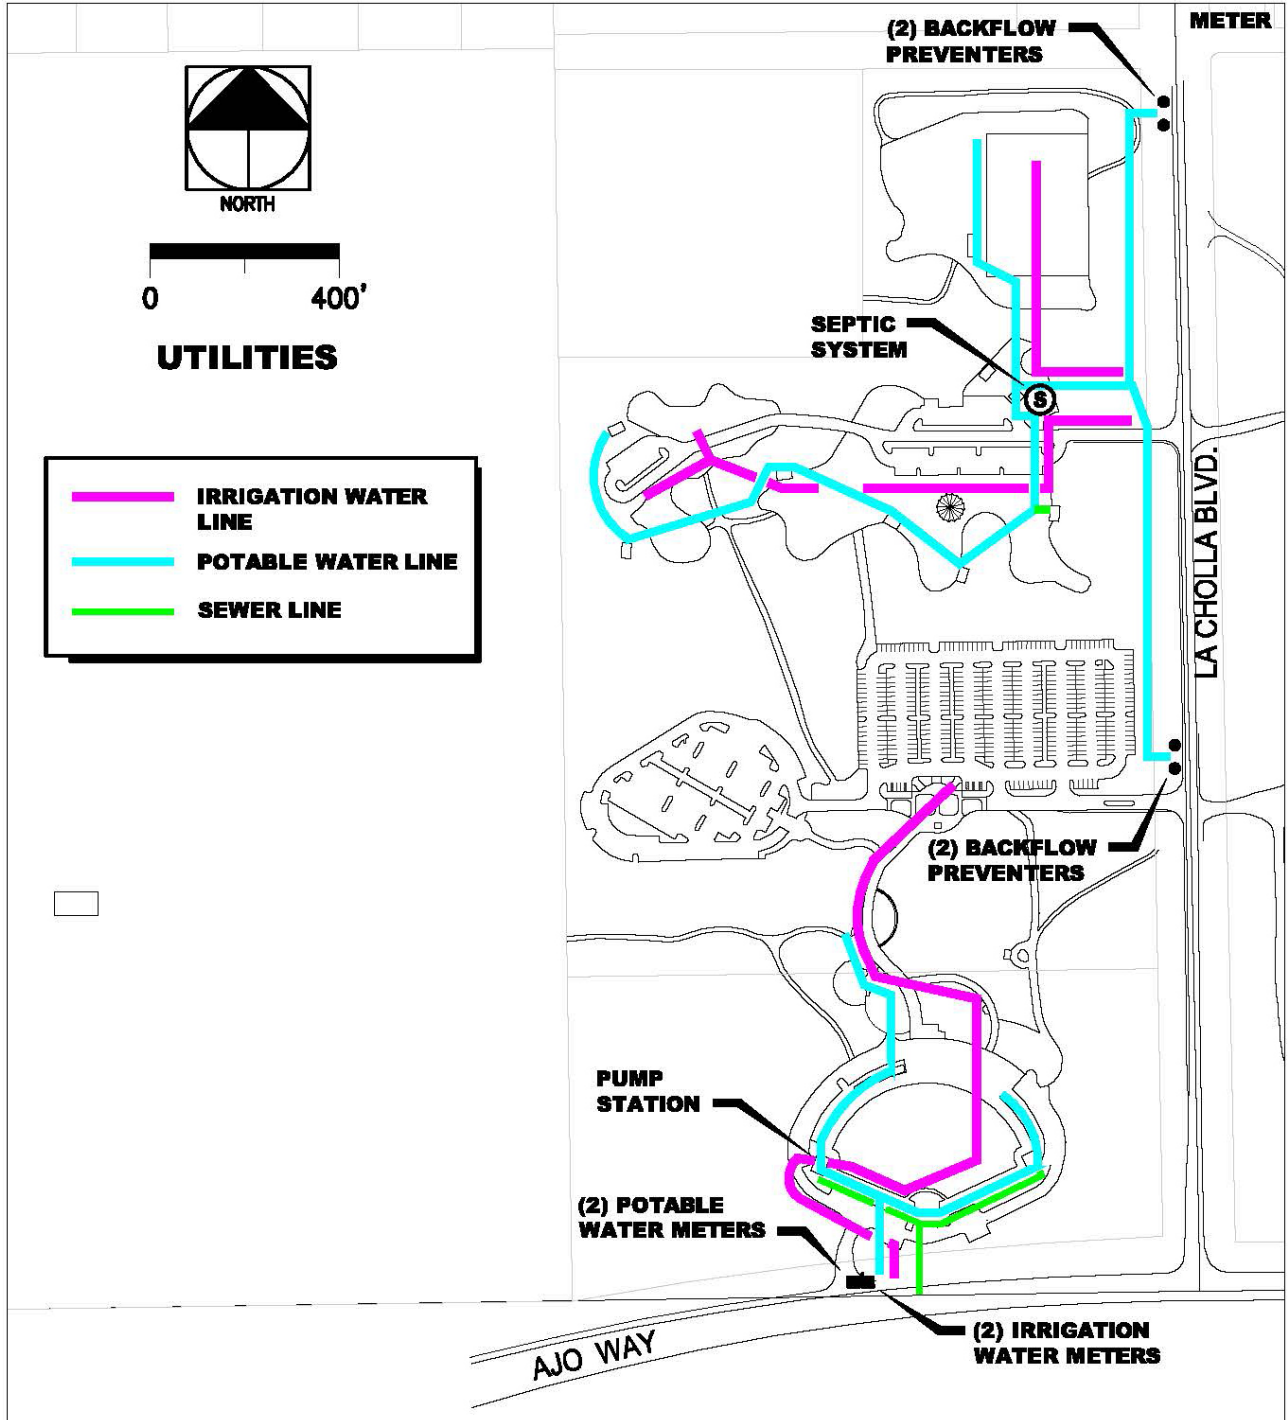 METER
(2) BACKFLOW
PREVENTERS
NORTH
0 400'
UTILITIES
SEPTIC
SYSTEM
S
IRRIGATION WATER
LINE
POTABLE WATER LINE
SEWER LINE
LA CHOLLA BLVD.
(2) BACKFLOW
PREVENTERS
PUMP
STATION
(2) POTABLE
WATER METERS
(2) IRRIGATION
WATER METERS
AJO WAY